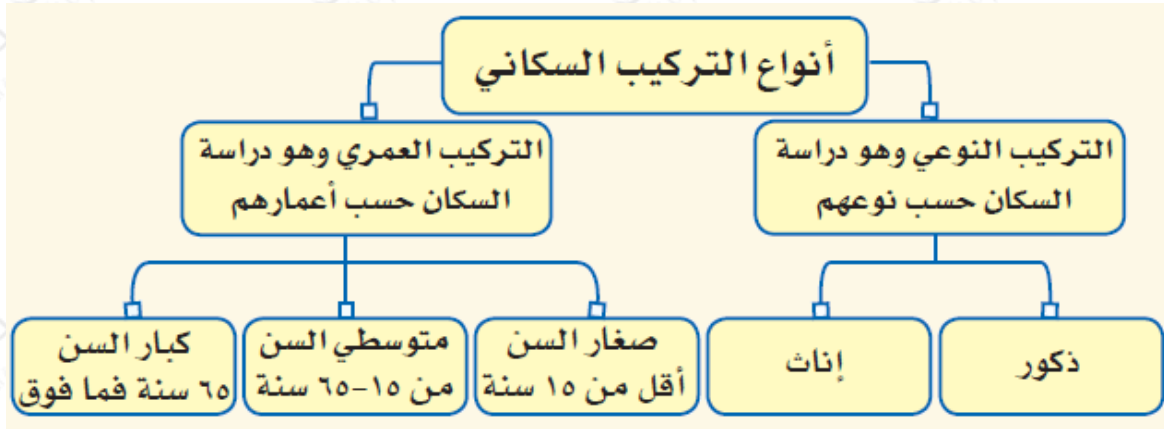 أنواع التركيب السكاني
التركيب النوعي وهو دراسة
السكان حسب نوعهم
التركيب العمري وهو دراسة
السكان حسب أعمارهم
ذكور
إناث
صغار السن
أقل من ١٥ سنة
متوسطي السن
من ١٥-٦٥ سنة
كبار السن
٦٥ سنة فما فوق